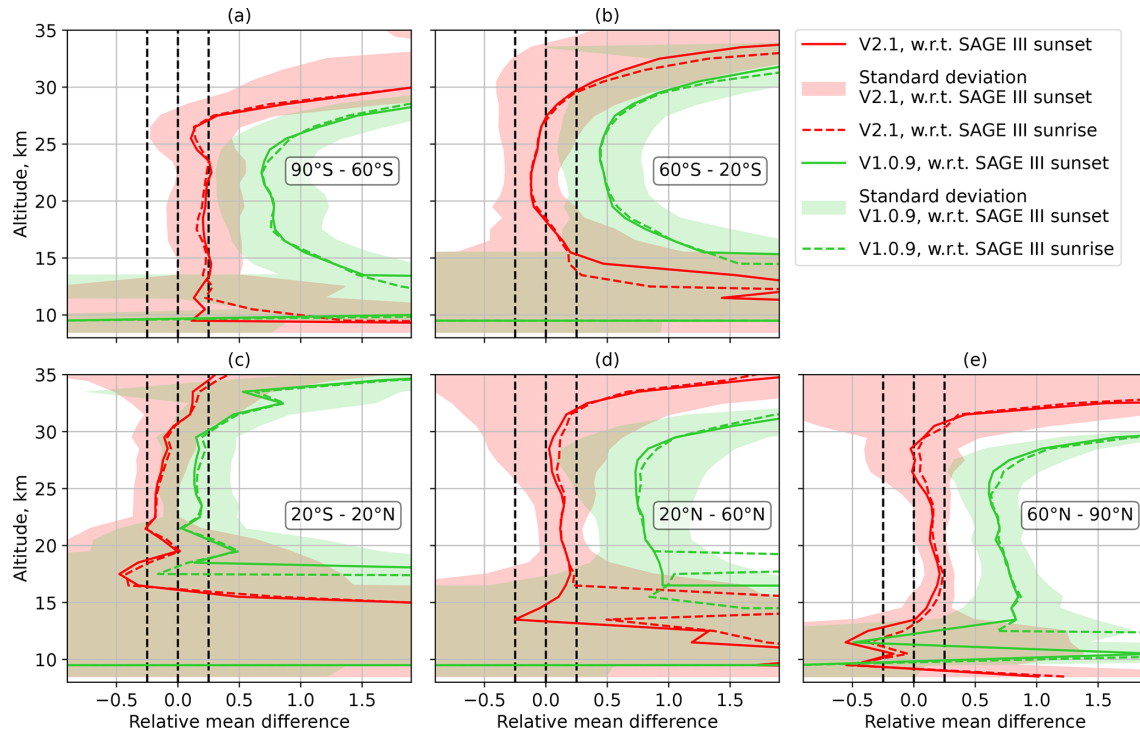 (a)
(b)
35
30
25
20
15
10
Altitude, km
90°S - 60°S
60°S - 20°S
V2.1, w.r.t. SAGE III sunset
Standard deviation
V2.1, w.r.t. SAGE III sunset
V2.1, w.r.t. SAGE III sunrise
V1.0.9, w.r.t. SAGE III sunset
Standard deviation
V1.0.9, w.r.t. SAGE III sunset
V1.0.9, w.r.t. SAGE III sunrise
(c)
(d)
(e)
35
30
25
20
15
10
Altitude, km
20°S - 20°N
20°N - 60°N
60°N - 90°N
−0.5 0.0 0.5 1.0 1.5
−0.5 0.0 0.5 1.0 1.5
−0.5 0.0 0.5 1.0 1.5
Relative mean difference
Relative mean difference
Relative mean difference